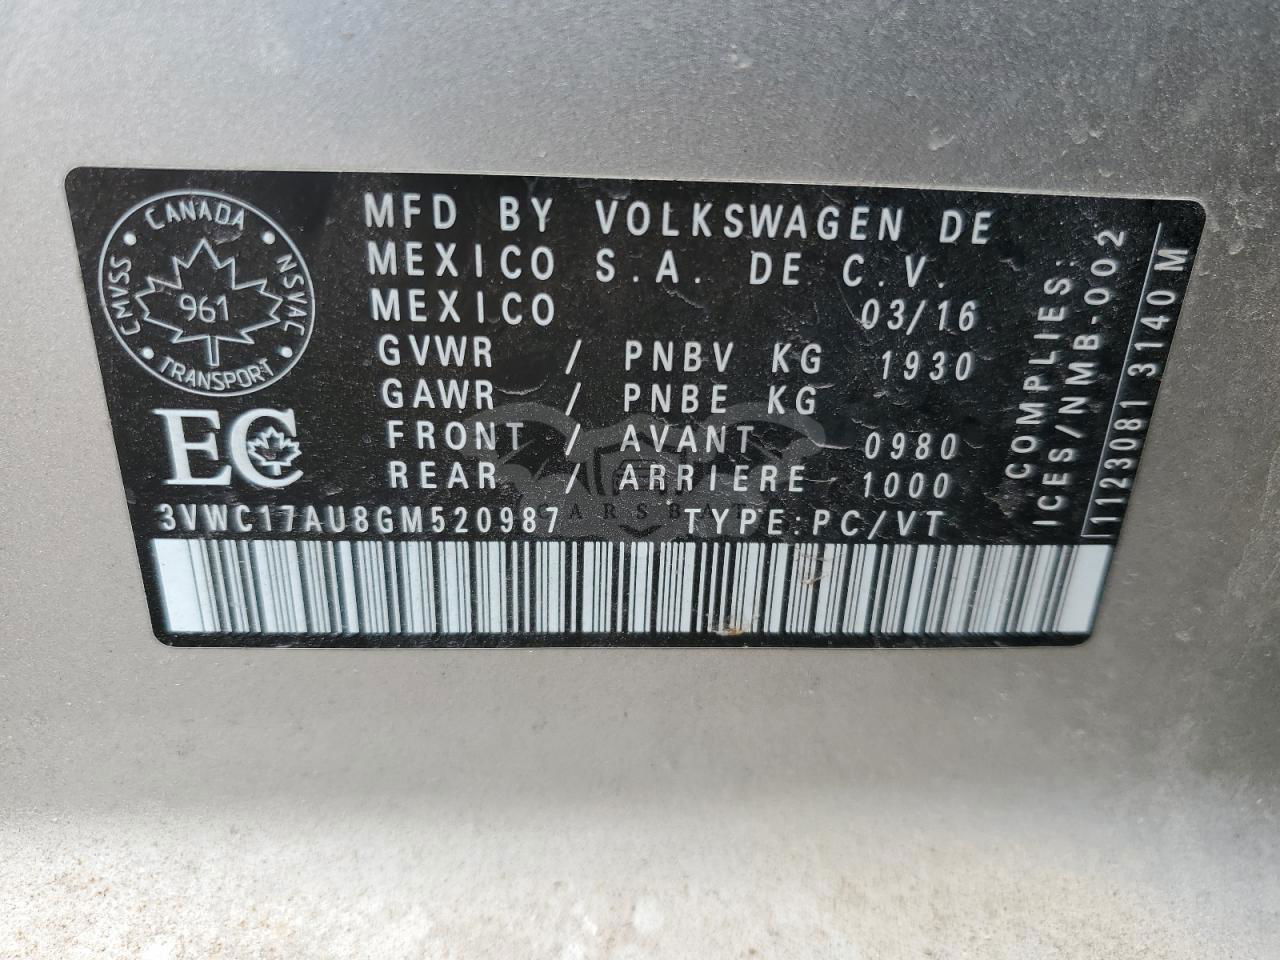 CANADA
CMVSS
961
NSVAC
TRANSPORT
EC
MFD BY VOLKSWAGEN DE
MEXICO S.A. DE C.V.
MEXICO 03/16
GVWR / PNBV KG 1930
GAWR / PNBE KG
FRONT / AVANT 0980
REAR / ARRIERE 1000
3VWC17AU8GM520987 TYPE:PC/VT
COMPLIES:
ICES/NMB-002
1123081 3140 M
CARSBAT